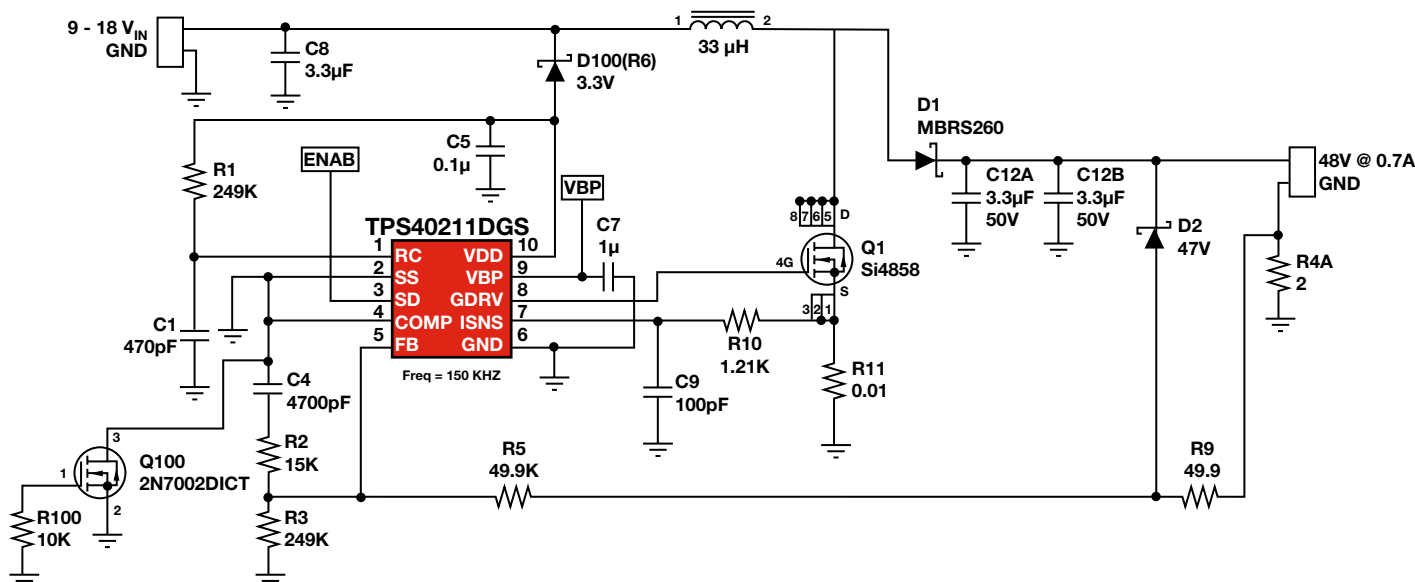 9 - 18 VIN
GND
C8
3.3µF
D100(R6)
3.3V
1
2
33 µH
D1
MBRS260
48V @ 0.7A
GND
C12A
3.3µF
50V
C12B
3.3µF
50V
D2
47V
R4A
2
R1
249K
ENAB
C5
0.1µ
VBP
C7
1µ
TPS40211DGS
1
RC
VDD
10
2
SS
VBP
9
3
SD
GDRV
8
4
COMP
ISNS
7
5
FB
GND
6
Freq = 150 KHZ
8
7
6
5
D
4G
Q1
Si4858
S
3
2
1
C1
470pF
C4
4700pF
R10
1.21K
C9
100pF
R11
0.01
R2
15K
3
1
2
Q100
2N7002DICT
R100
10K
R3
249K
R5
49.9K
R9
49.9